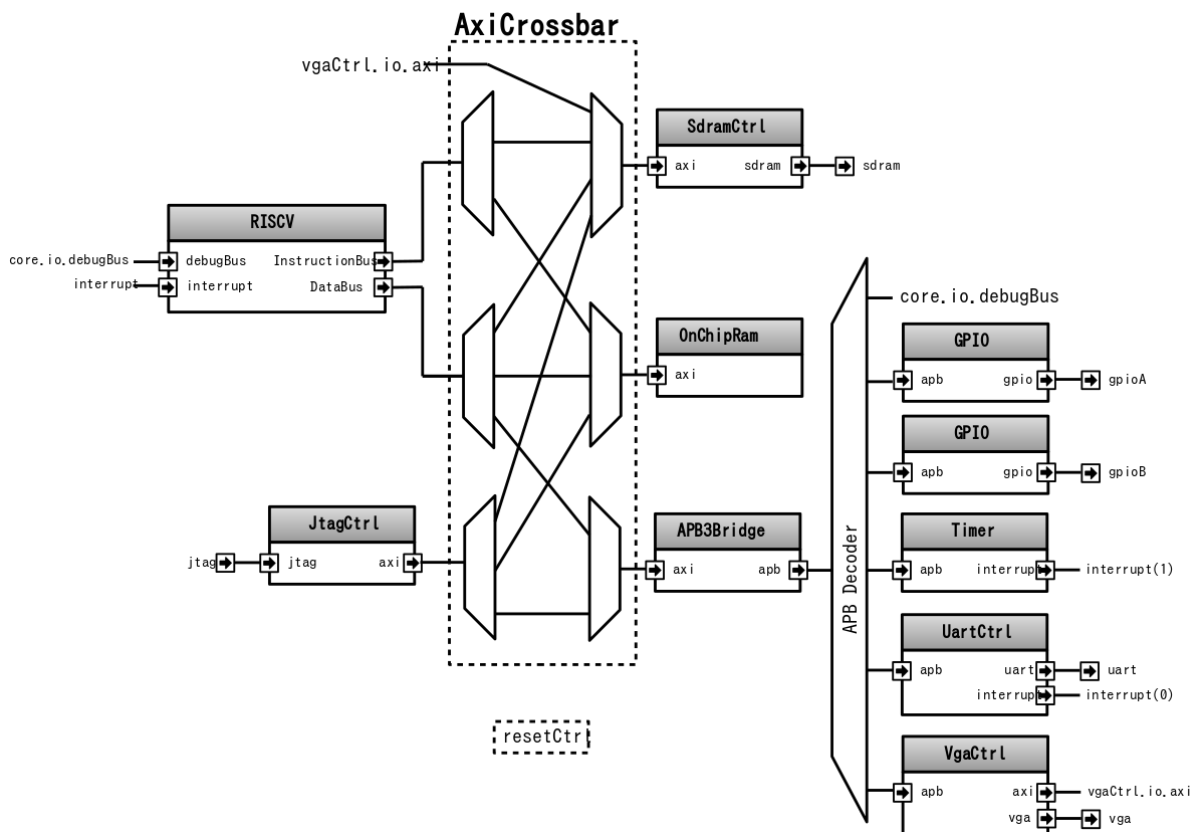 AxiCrossbar
vgaCtrl.io.axi
SdramCtrl
axi sdram
sdram
RISCV
core.io.debugBus
debugBus InstructionBus
interrupt
interrupt DataBus
core.io.debugBus
OnChipRam
axi
GPIO
apb gpio
gpioA
GPIO
apb gpio
gpioB
JtagCtrl
jtag
jtag axi
APB3Bridge
axi apb
APB Decoder
Timer
apb interrupt
interrupt(1)
UartCtrl
apb uart
uart
interrupt
interrupt(0)
resetCtrl
VgaCtrl
apb axi
vgaCtrl.io.axi
vga
vga